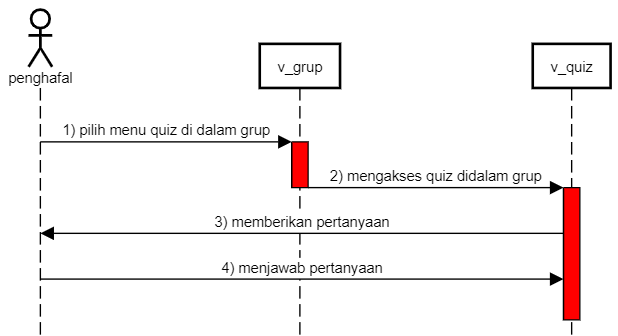 penghafal
v_grup
v_quiz
1) pilih menu quiz di dalam grup
2) mengakses quiz didalam grup
3) memberikan pertanyaan
4) menjawab pertanyaan